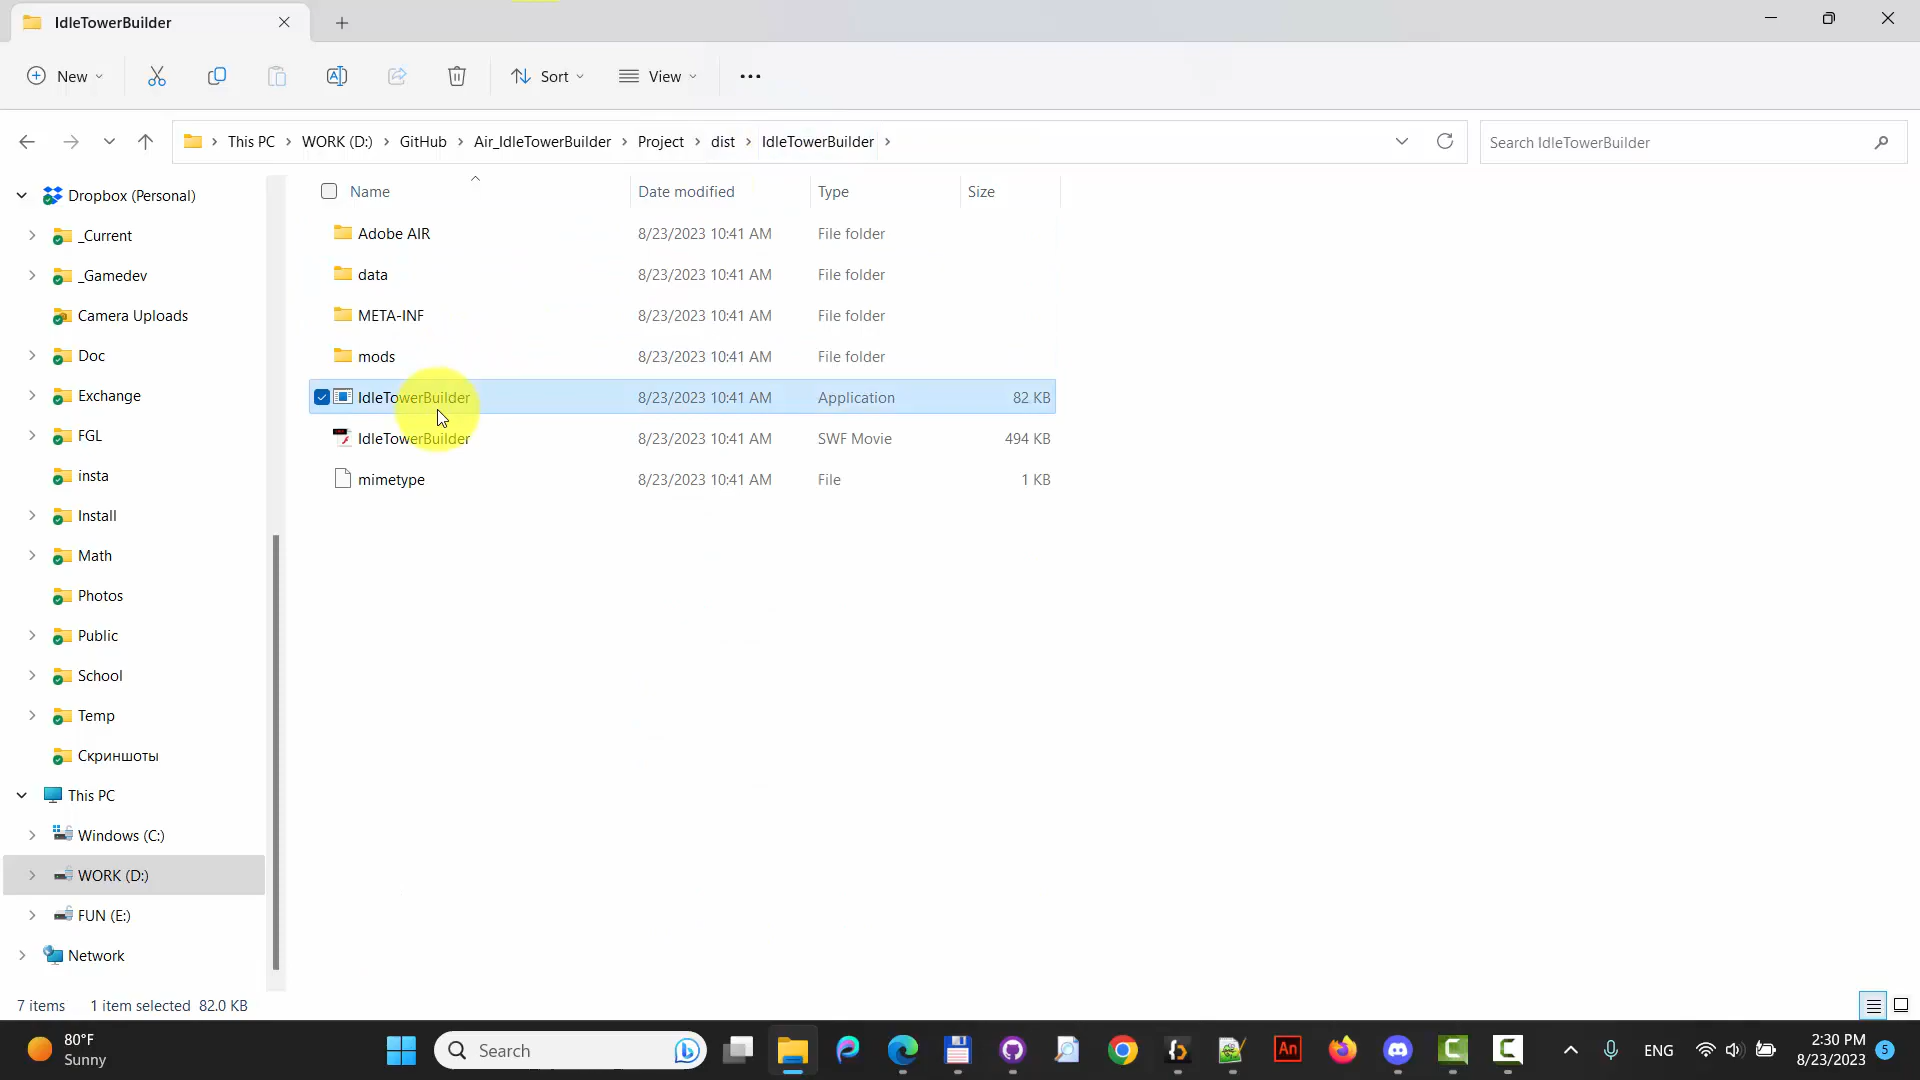 IdleTowerBuilder
New
Sort
View
This PC
WORK (D:)
GitHub
Air_IdleTowerBuilder
Project
dist
IdleTowerBuilder
Search IdleTowerBuilder
Dropbox (Personal)
_Current
_Gamedev
Camera Uploads
Doc
Exchange
FGL
insta
Install
Math
Photos
Public
School
Temp
Скриншоты
This PC
Windows (C:)
WORK (D:)
FUN (E:)
Network
Name Date modified Type Size
Adobe AIR 8/23/2023 10:41 AM File folder
data 8/23/2023 10:41 AM File folder
META-INF 8/23/2023 10:41 AM File folder
mods 8/23/2023 10:41 AM File folder
IdleTowerBuilder 8/23/2023 10:41 AM Application 82 KB
IdleTowerBuilder 8/23/2023 10:41 AM SWF Movie 494 KB
mimetype 8/23/2023 10:41 AM File 1 KB
7 items 1 item selected 82.0 KB
80°F
Sunny
Search
An
ENG
2:30 PM
8/23/2023
5